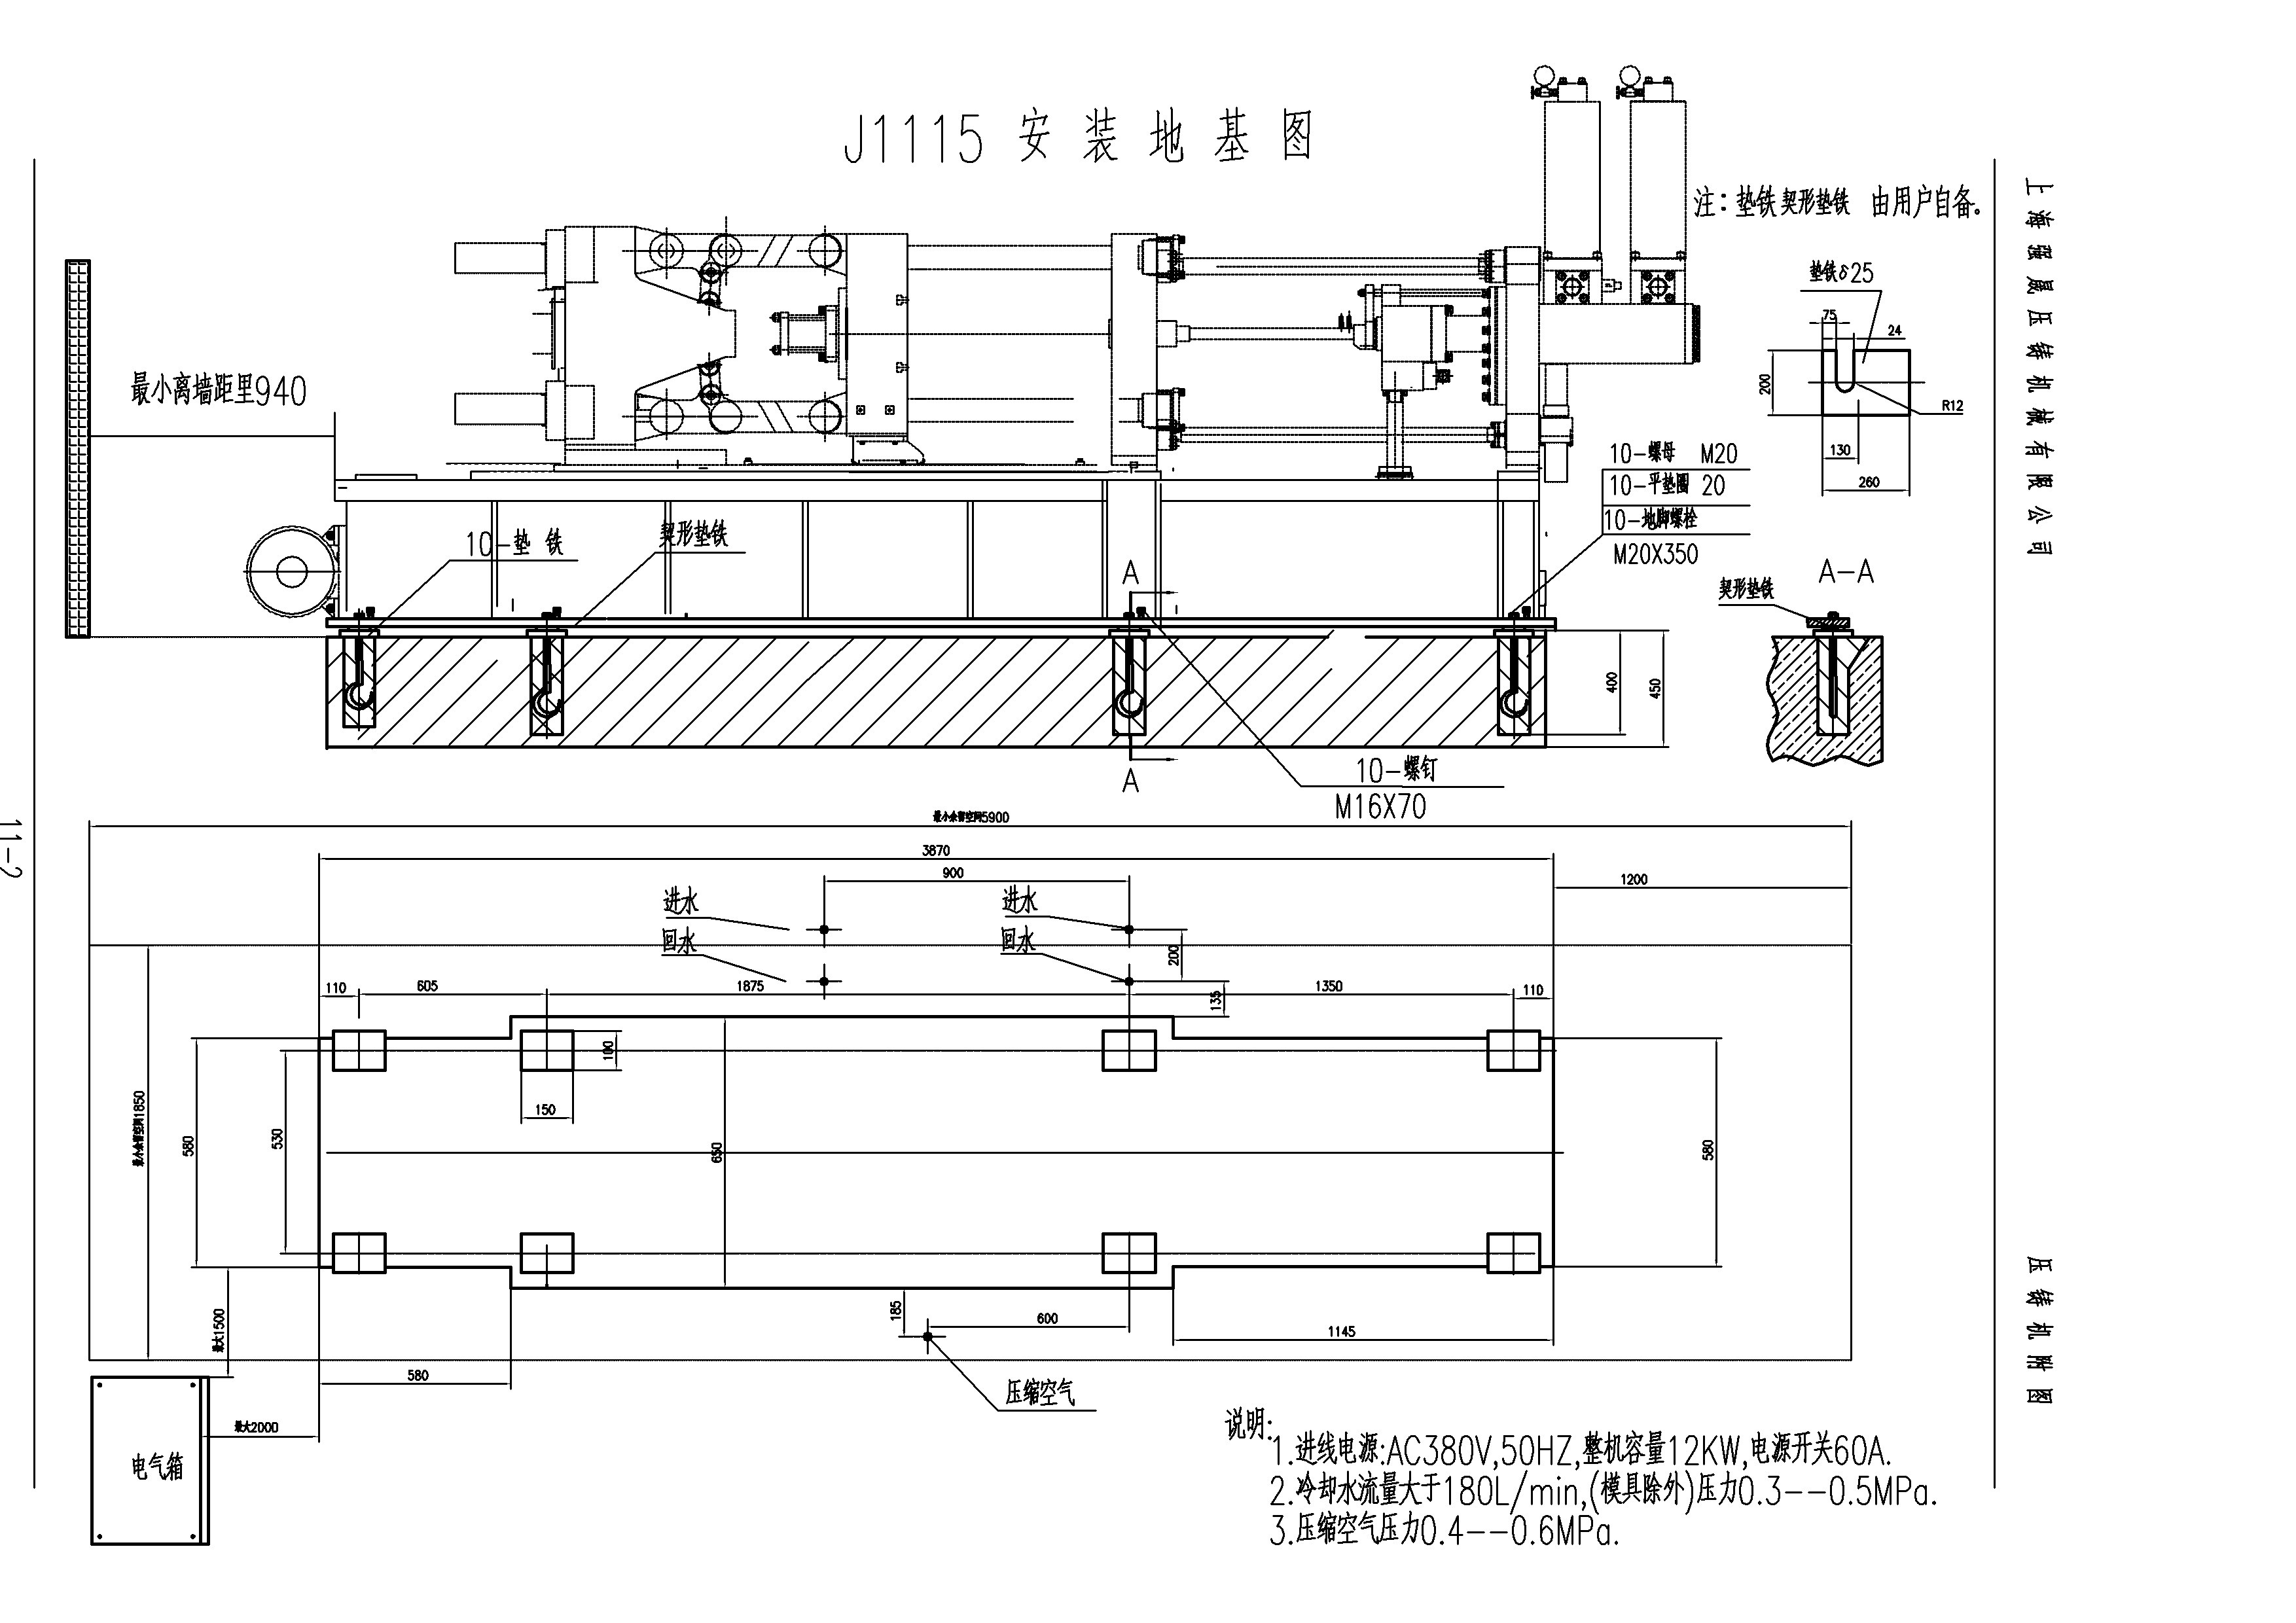 J1115 安装地基图
注：垫铁契形垫铁 由用户自备。
上海强晟压铸机械有限公司
垫铁δ25
75
24
200
R12
130
260
最小离墙距里940
10-螺母 M20
10-平垫圈 20
10-地脚螺栓
M20X350
10-垫 铁
契形垫铁
A
A-A
契形垫铁
400
450
A
10-螺钉
M16X70
最小余留空间5900
11-2
3870
900
1200
进水
进水
回水
回水
200
110
605
1875
1350
110
135
100
150
最小余留空间1850
580
530
650
580
185
600
最大1500
1145
580
压缩空气
最大2000
电气箱
压铸机附图
说明:
1.进线电源:AC380V,50HZ,整机容量12KW,电源开关60A.
2.冷却水流量大于180L/min,(模具除外)压力0.3--0.5MPa.
3.压缩空气压力0.4--0.6MPa.